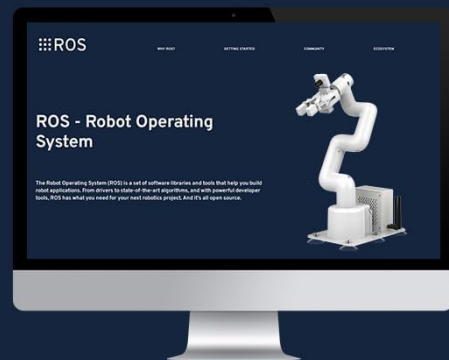 ROS
WHY ROS? GETTING STARTED COMMUNITY ECOSYSTEM
ROS - Robot Operating
System
The Robot Operating System (ROS) is a set of software libraries and tools that help you build
robot applications. From drivers to state-of-the-art algorithms, and with powerful developer
tools, ROS has what you need for your next robotics project. And it's all open source.